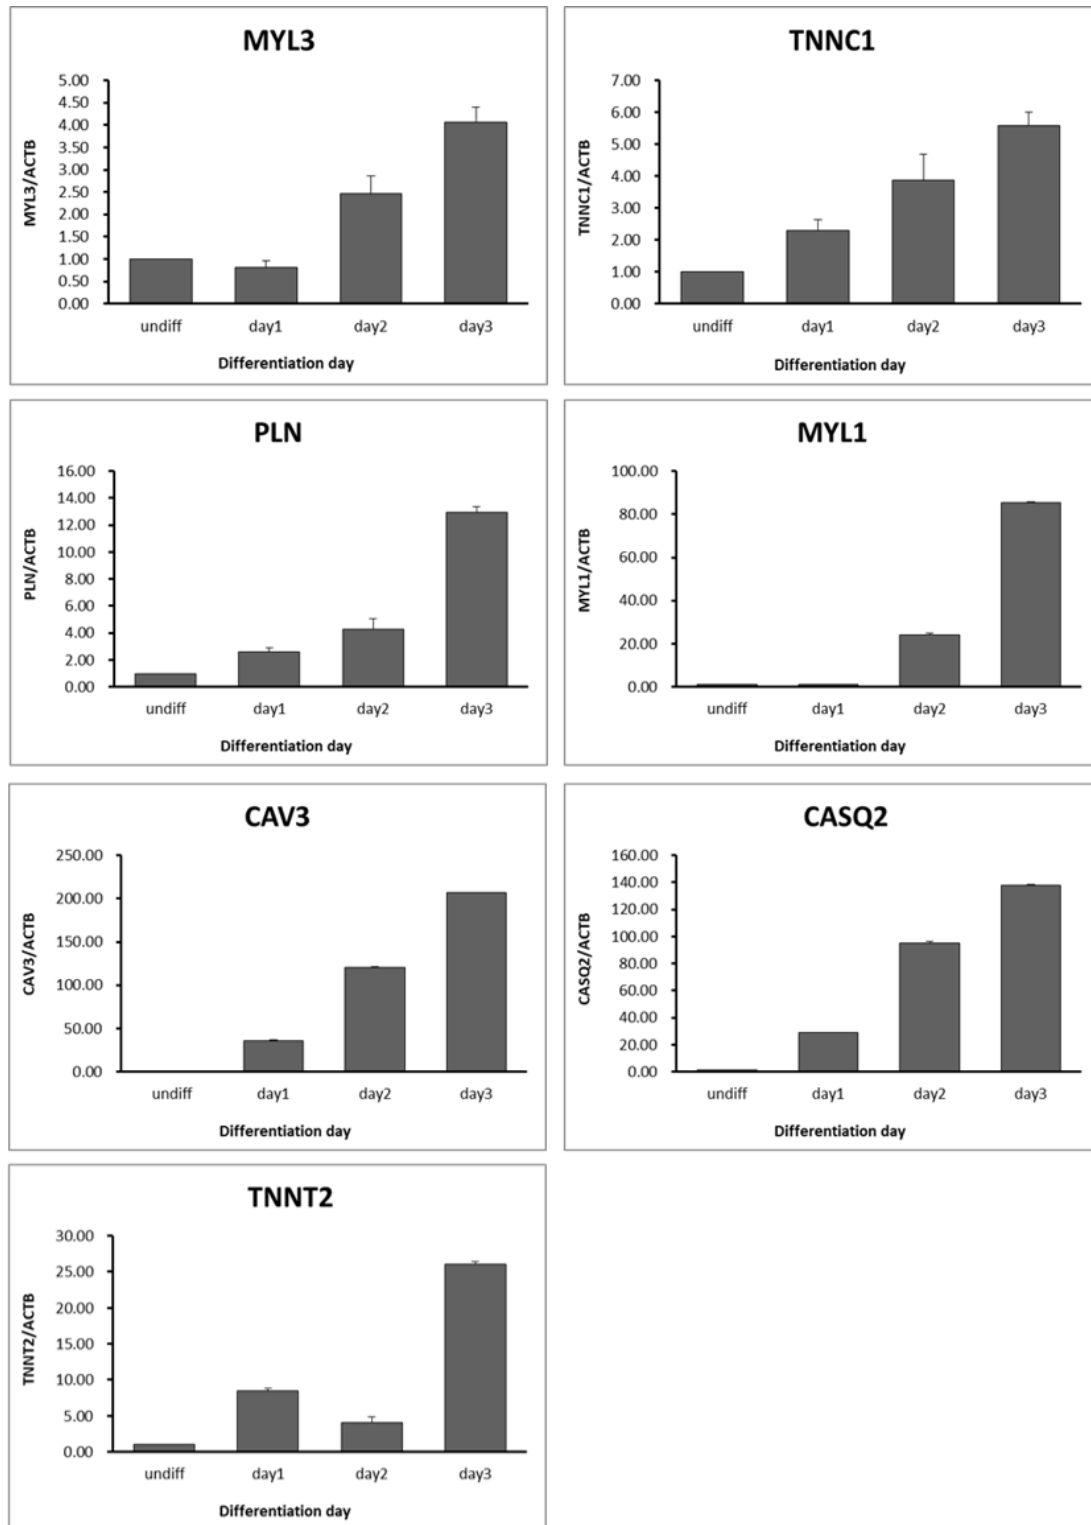 MYL3
5.00
4.50
4.00
3.50
3.00
2.50
2.00
1.50
1.00
0.50
0.00
MYL3/ACTB
undiff day1 day2 day3
Differentiation day
TNNC1
7.00
6.00
5.00
4.00
3.00
2.00
1.00
0.00
TNNC1/ACTB
undiff day1 day2 day3
Differentiation day
PLN
16.00
14.00
12.00
10.00
8.00
6.00
4.00
2.00
0.00
PLN/ACTB
undiff day1 day2 day3
Differentiation day
MYL1
100.00
80.00
60.00
40.00
20.00
0.00
MYL1/ACTB
undiff day1 day2 day3
Differentiation day
CAV3
250.00
200.00
150.00
100.00
50.00
0.00
CAV3/ACTB
undiff day1 day2 day3
Differentiation day
CASQ2
160.00
140.00
120.00
100.00
80.00
60.00
40.00
20.00
0.00
CASQ2/ACTB
undiff day1 day2 day3
Differentiation day
TNNT2
30.00
25.00
20.00
15.00
10.00
5.00
0.00
TNNT2/ACTB
undiff day1 day2 day3
Differentiation day